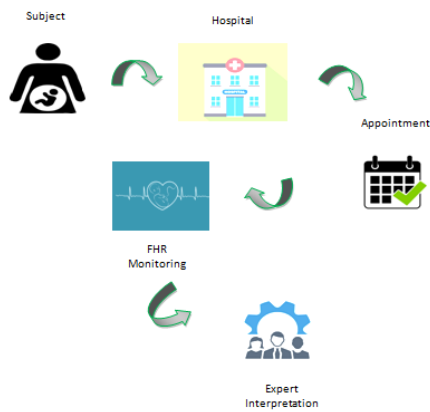 Subject
Hospital
Appointment
FHR
Monitoring
Expert
Interpretation